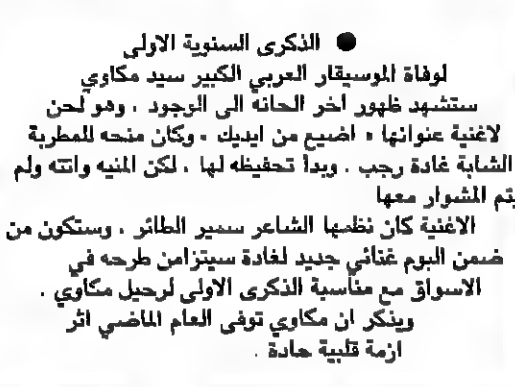 ● الذكرى السنوية الاولى
لوفاة الموسيقار العربي الكبير سيد مكاوي
ستشهد ظهور آخر الحانه الى الوجود ، وهو لحن
لاغنية عنوانها « اضيع من ايديك » وكان منحه للمطربة
الشابة غادة رجب ، وبدأ تحفيظه لها ، لكن المنيه وافته ولم
يتم المشوار معها
الاغنية كان نظمها الشاعر سمير الطائر ، وستكون من
ضمن البوم غنائي جديد لغادة سيتزامن طرحه في
الاسواق مع مناسبة الذكرى الاولى لرحيل مكاوي .
ويذكر ان مكاوي توفى العام الماضي اثر
ازمة قلبية حادة .